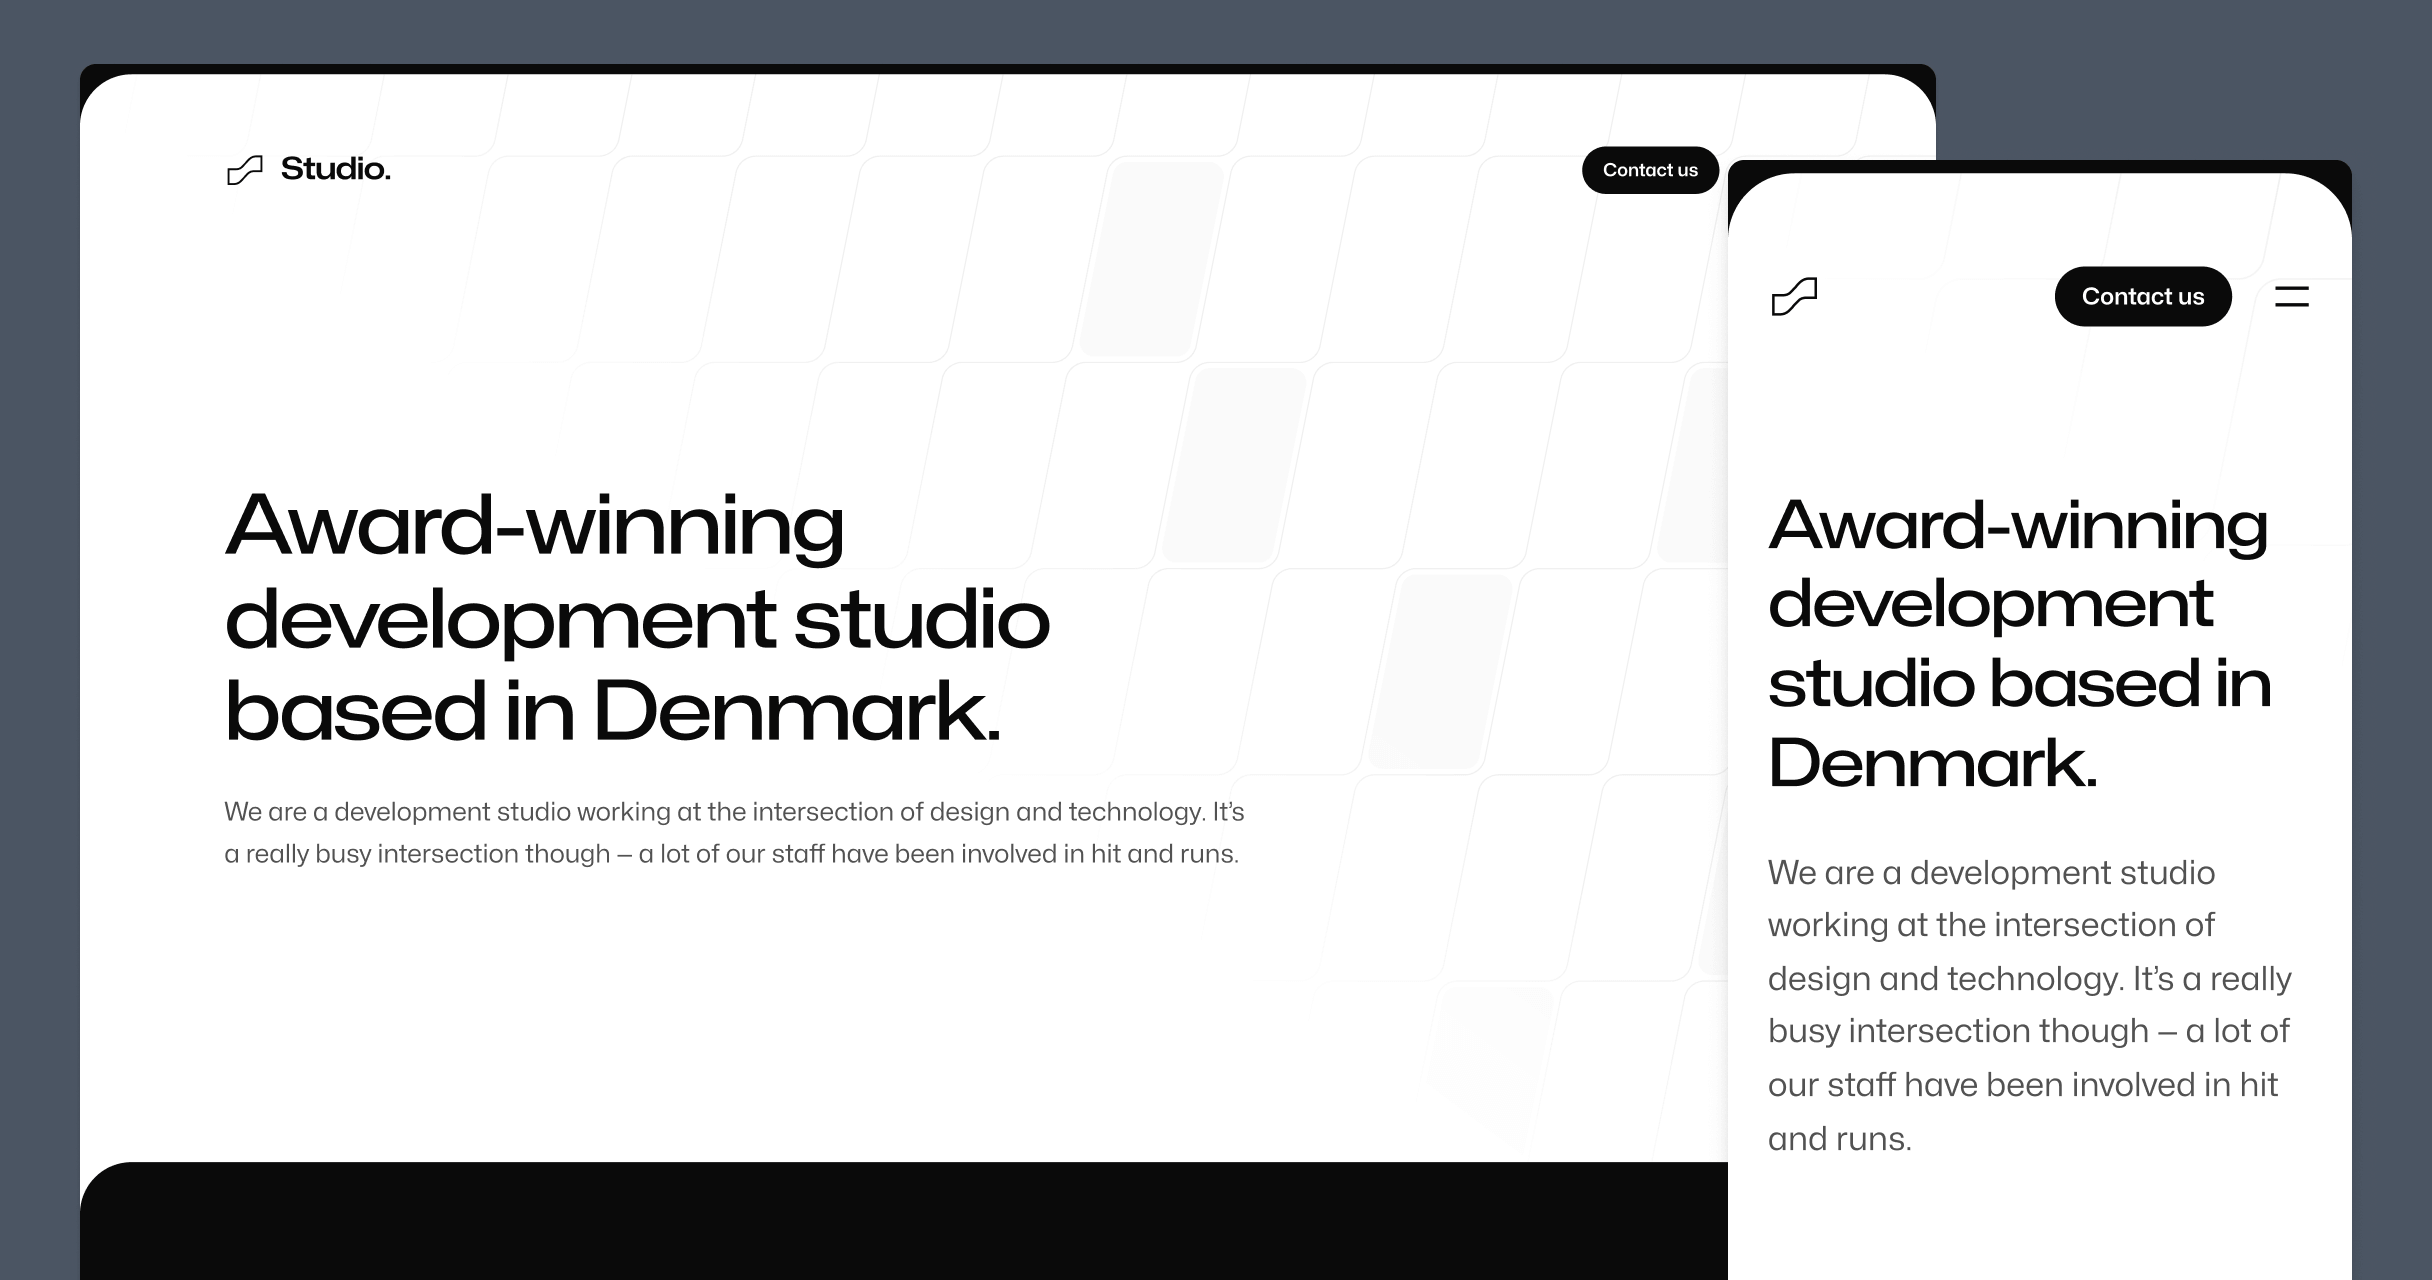 Studio.
Contact us
Award-winning
development studio
based in Denmark.
We are a development studio working at the intersection of design and technology. It’s
a really busy intersection though – a lot of our staff have been involved in hit and runs.
Contact us
Award-winning
development
studio based in
Denmark.
We are a development studio
working at the intersection of
design and technology. It’s a really
busy intersection though – a lot of
our staff have been involved in hit
and runs.